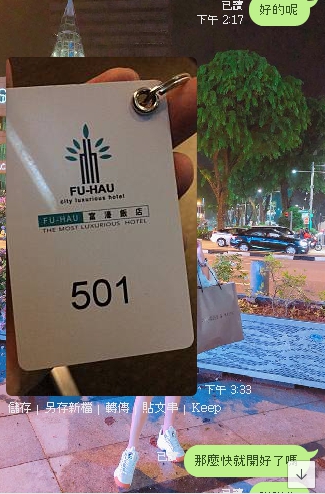 已讀
下午 2:17
好的呢
FU-HAU
city luxurious hotel
FU-HAU 富豪飯店
THE MOST LUXURIOUS HOTEL
501
下午 3:33
儲存 | 另存新檔 | 轉傳 | 貼文串 | Keep
那麼快就開好了嗎